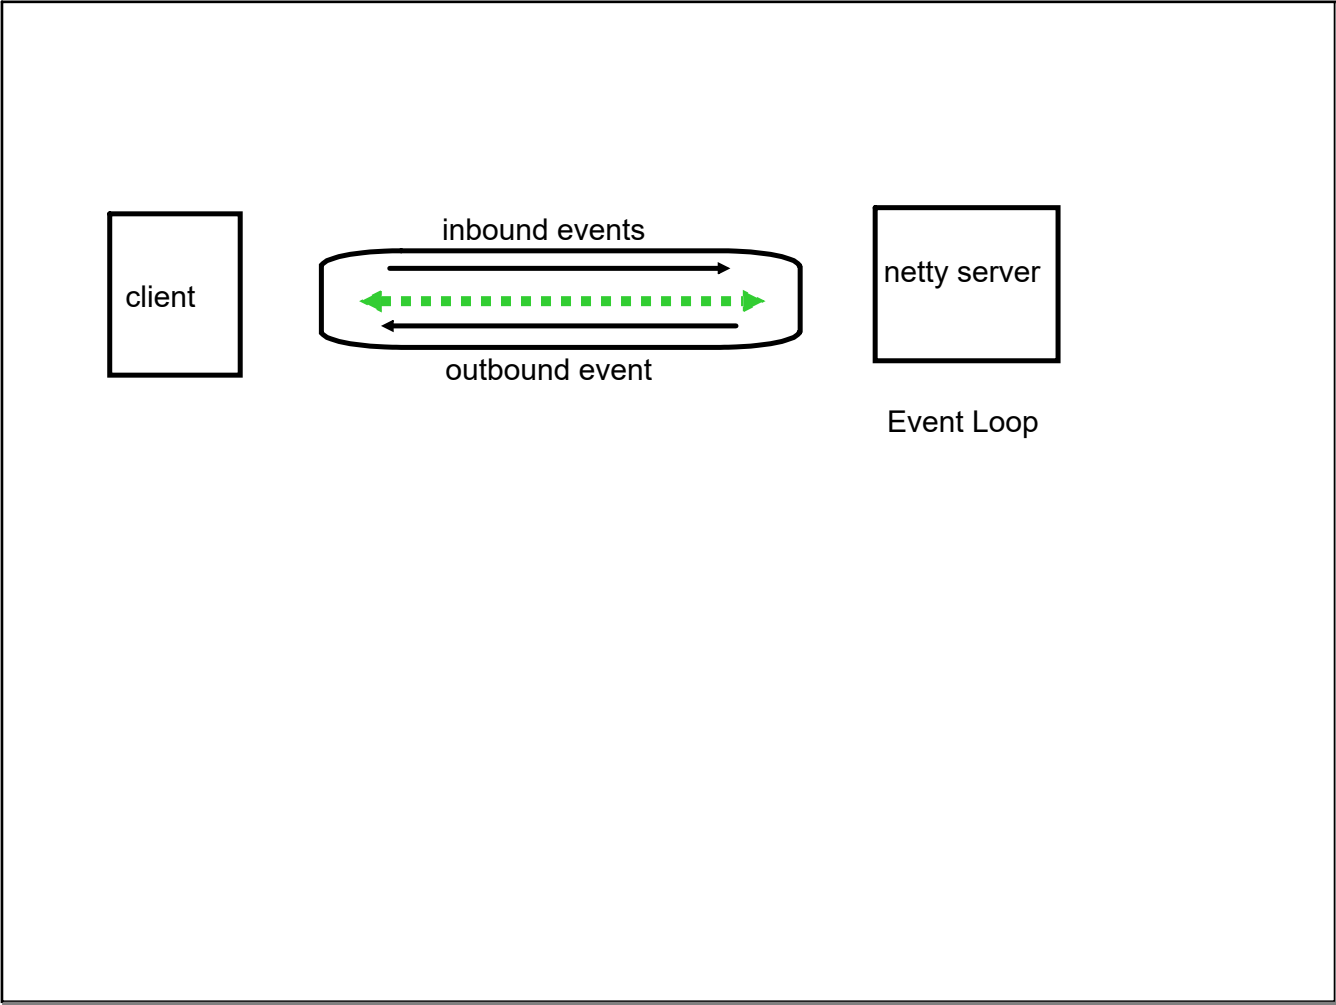 inbound events
client
netty server
outbound event
Event Loop